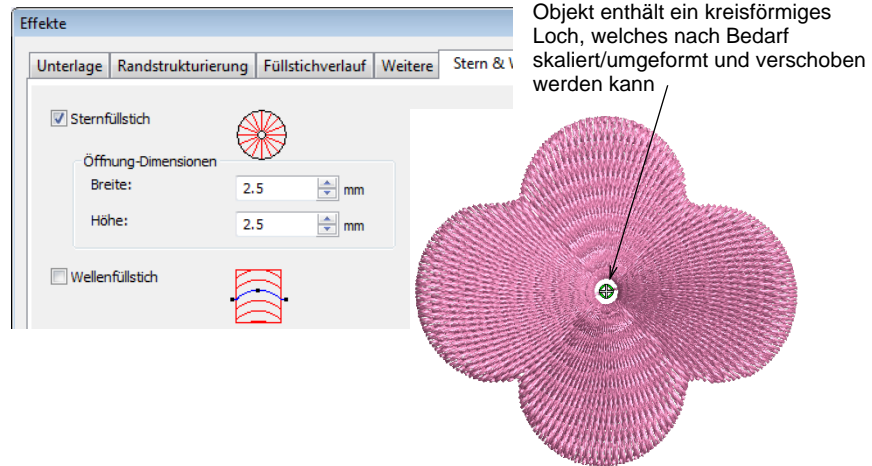 Effekte
Unterlage Randstrukturierung Füllstichverlauf Weitere Stern &
Sternfüllstich
Öffnung-Dimensionen
Breite: 2.5 mm
Höhe: 2.5 mm
Wellenfüllstich
Objekt enthält ein kreisförmiges
Loch, welches nach Bedarf
skaliert/umgeformt und verschoben
werden kann